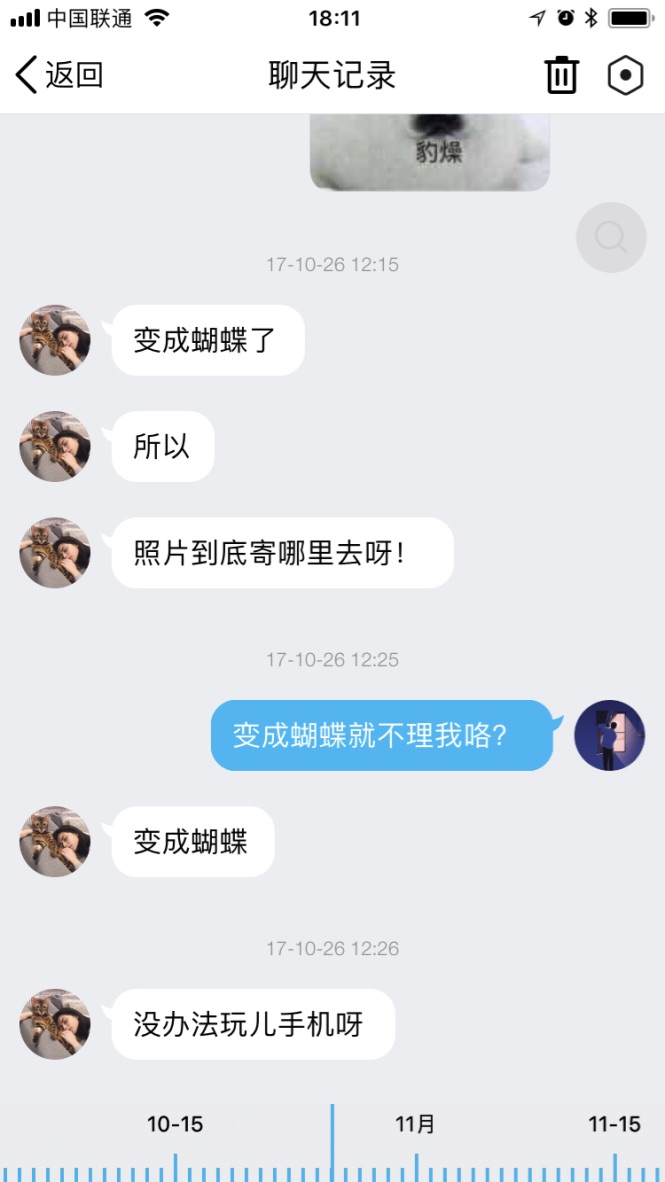 中国联通 18:11
返回 聊天记录
豹燥
17-10-26 12:15
变成蝴蝶了
所以
照片到底寄哪里去呀！
17-10-26 12:25
变成蝴蝶就不理我咯？
变成蝴蝶
17-10-26 12:26
没办法玩儿手机呀
10-15 11月 11-15